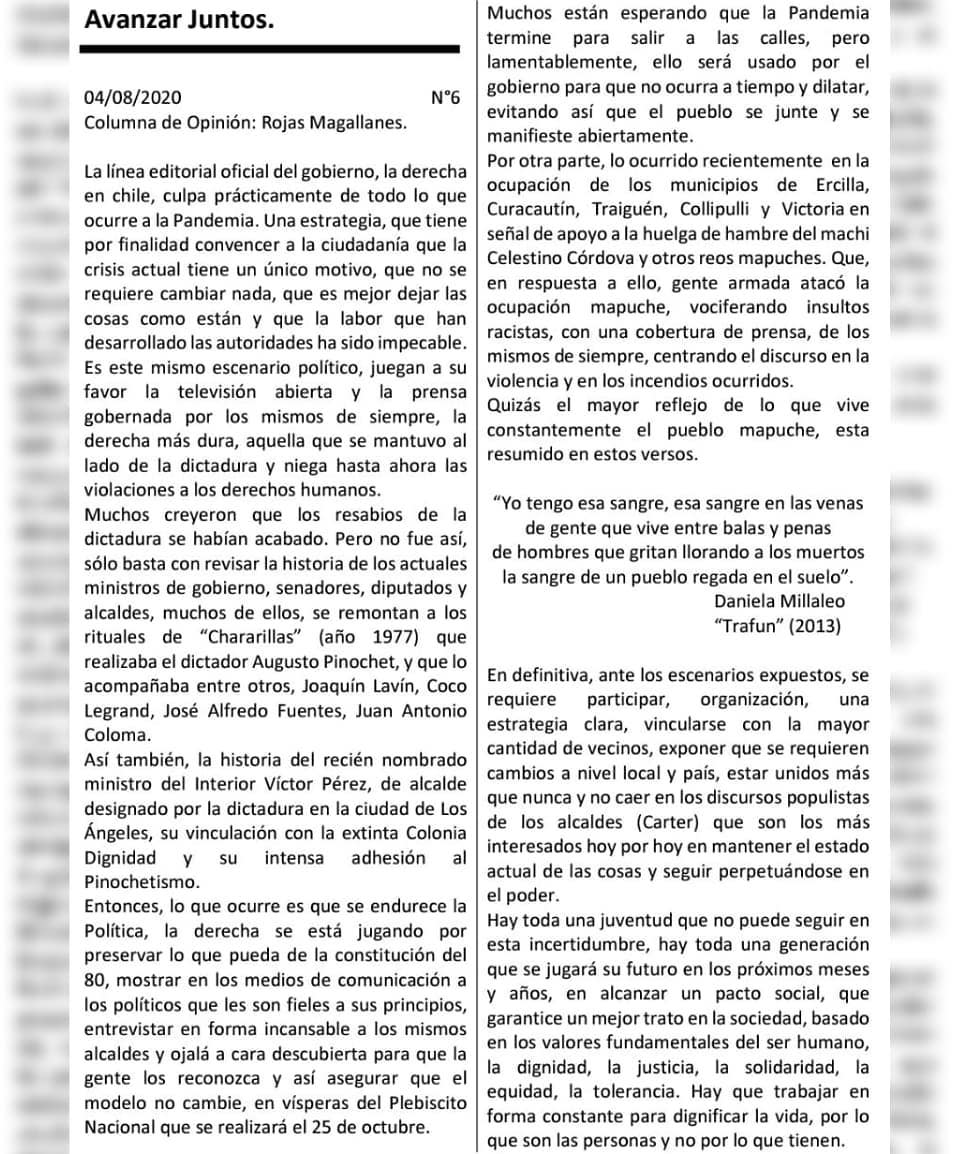 Avanzar Juntos.
04/08/2020 N°6
Columna de Opinión: Rojas Magallanes.
La línea editorial oficial del gobierno, la derecha
en chile, culpa prácticamente de todo lo que
ocurre a la Pandemia. Una estrategia, que tiene
por finalidad convencer a la ciudadanía que la
crisis actual tiene un único motivo, que no se
requiere cambiar nada, que es mejor dejar las
cosas como están y que la labor que han
desarrollado las autoridades ha sido impecable.
Es este mismo escenario político, juegan a su
favor la televisión abierta y la prensa
gobernada por los mismos de siempre, la
derecha más dura, aquella que se mantuvo al
lado de la dictadura y niega hasta ahora las
violaciones a los derechos humanos.
Muchos creyeron que los resabios de la
dictadura se habían acabado. Pero no fue así,
sólo basta con revisar la historia de los actuales
ministros de gobierno, senadores, diputados y
alcaldes, muchos de ellos, se remontan a los
rituales de “Chararillas” (año 1977) que
realizaba el dictador Augusto Pinochet, y que lo
acompañaba entre otros, Joaquín Lavín, Coco
Legrand, José Alfredo Fuentes, Juan Antonio
Coloma.
Así también, la historia del recién nombrado
ministro del Interior Víctor Pérez, de alcalde
designado por la dictadura en la ciudad de Los
Ángeles, su vinculación con la extinta Colonia
Dignidad y su intensa adhesión al
Pinochetismo.
Entonces, lo que ocurre es que se endurece la
Política, la derecha se está jugando por
preservar lo que pueda de la constitución del
80, mostrar en los medios de comunicación a
los políticos que les son fieles a sus principios,
entrevistar en forma incansable a los mismos
alcaldes y ojalá a cara descubierta para que la
gente los reconozca y así asegurar que el
modelo no cambie, en vísperas del Plebiscito
Nacional que se realizará el 25 de octubre.
Muchos están esperando que la Pandemia
termine para salir a las calles, pero
lamentablemente, ello será usado por el
gobierno para que no ocurra a tiempo y dilatar,
evitando así que el pueblo se junte y se
manifieste abiertamente.
Por otra parte, lo ocurrido recientemente en la
ocupación de los municipios de Ercilla,
Curacautín, Traiguén, Collipulli y Victoria en
señal de apoyo a la huelga de hambre del machi
Celestino Córdova y otros reos mapuches. Que,
en respuesta a ello, gente armada atacó la
ocupación mapuche, vociferando insultos
racistas, con una cobertura de prensa, de los
mismos de siempre, centrando el discurso en la
violencia y en los incendios ocurridos.
Quizás el mayor reflejo de lo que vive
constantemente el pueblo mapuche, esta
resumido en estos versos.
“Yo tengo esa sangre, esa sangre en las venas
de gente que vive entre balas y penas
de hombres que gritan llorando a los muertos
la sangre de un pueblo regada en el suelo”.
Daniela Millaleo
“Trafun” (2013)
En definitiva, ante los escenarios expuestos, se
requiere participar, organización, una
estrategia clara, vincularse con la mayor
cantidad de vecinos, exponer que se requieren
cambios a nivel local y país, estar unidos más
que nunca y no caer en los discursos populistas
de los alcaldes (Carter) que son los más
interesados hoy por hoy en mantener el estado
actual de las cosas y seguir perpetuándose en
el poder.
Hay toda una juventud que no puede seguir en
esta incertidumbre, hay toda una generación
que se jugará su futuro en los próximos meses
y años, en alcanzar un pacto social, que
garantice un mejor trato en la sociedad, basado
en los valores fundamentales del ser humano,
la dignidad, la justicia, la solidaridad, la
equidad, la tolerancia. Hay que trabajar en
forma constante para dignificar la vida, por lo
que son las personas y no por lo que tienen.